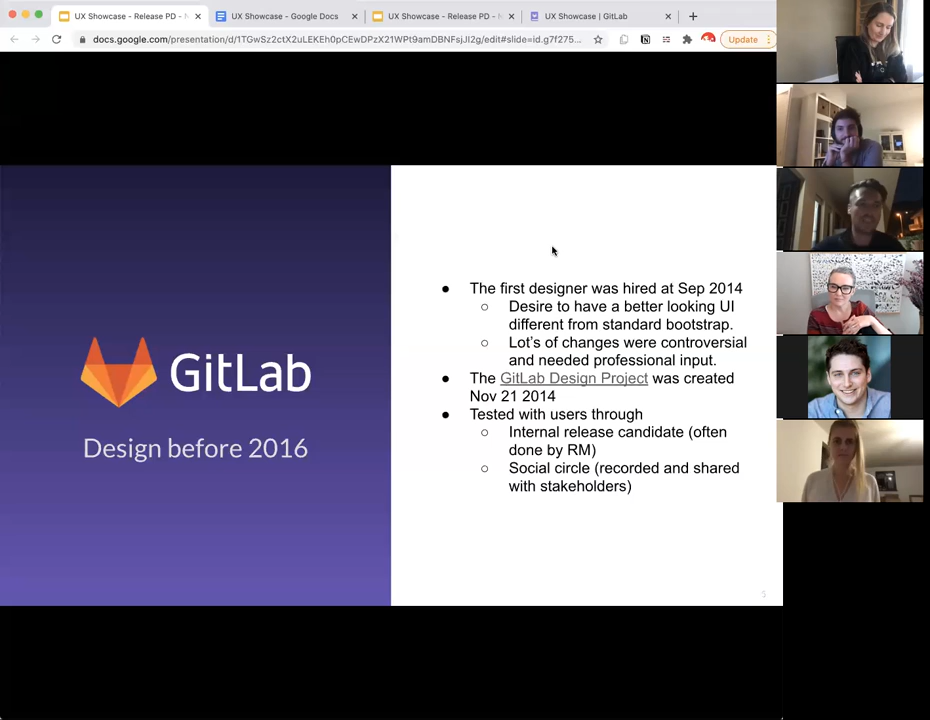 UX Showcase - Release PD -
UX Showcase - Google Docs
UX Showcase - Release PD - N
UX Showcase | GitLab
docs.google.com/presentation/d/1TGwSz2ctX2uLEKEh0pCEwDPzX21WPt9amDBNFsjJI2g/edit#slide=id.g7f275...
Update
GitLab
Design before 2016
● The first designer was hired at Sep 2014
○ Desire to have a better looking UI
different from standard bootstrap.
○ Lot's of changes were controversial
and needed professional input.
● The GitLab Design Project was created
Nov 21 2014
● Tested with users through
○ Internal release candidate (often
done by RM)
○ Social circle (recorded and shared
with stakeholders)
5